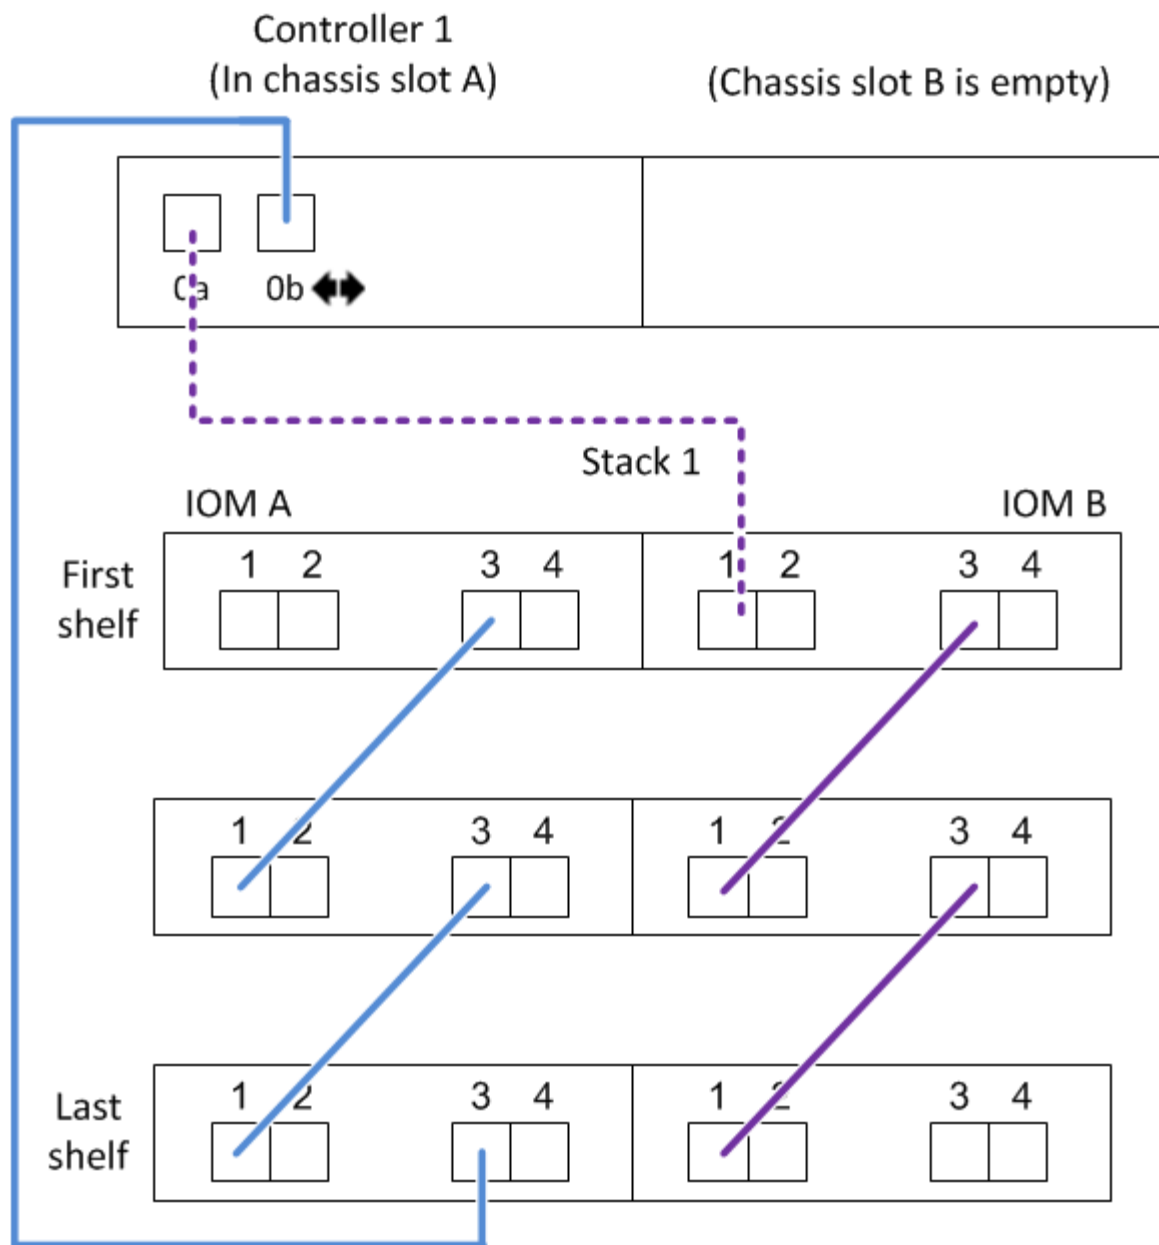 Controller 1
(In chassis slot A)
(Chassis slot B is empty)
0a 0b
Stack 1
IOM A IOM B
First shelf
1 2 3 4 1 2 3 4
1 2 3 4 1 2 3 4
Last shelf
1 2 3 4 1 2 3 4